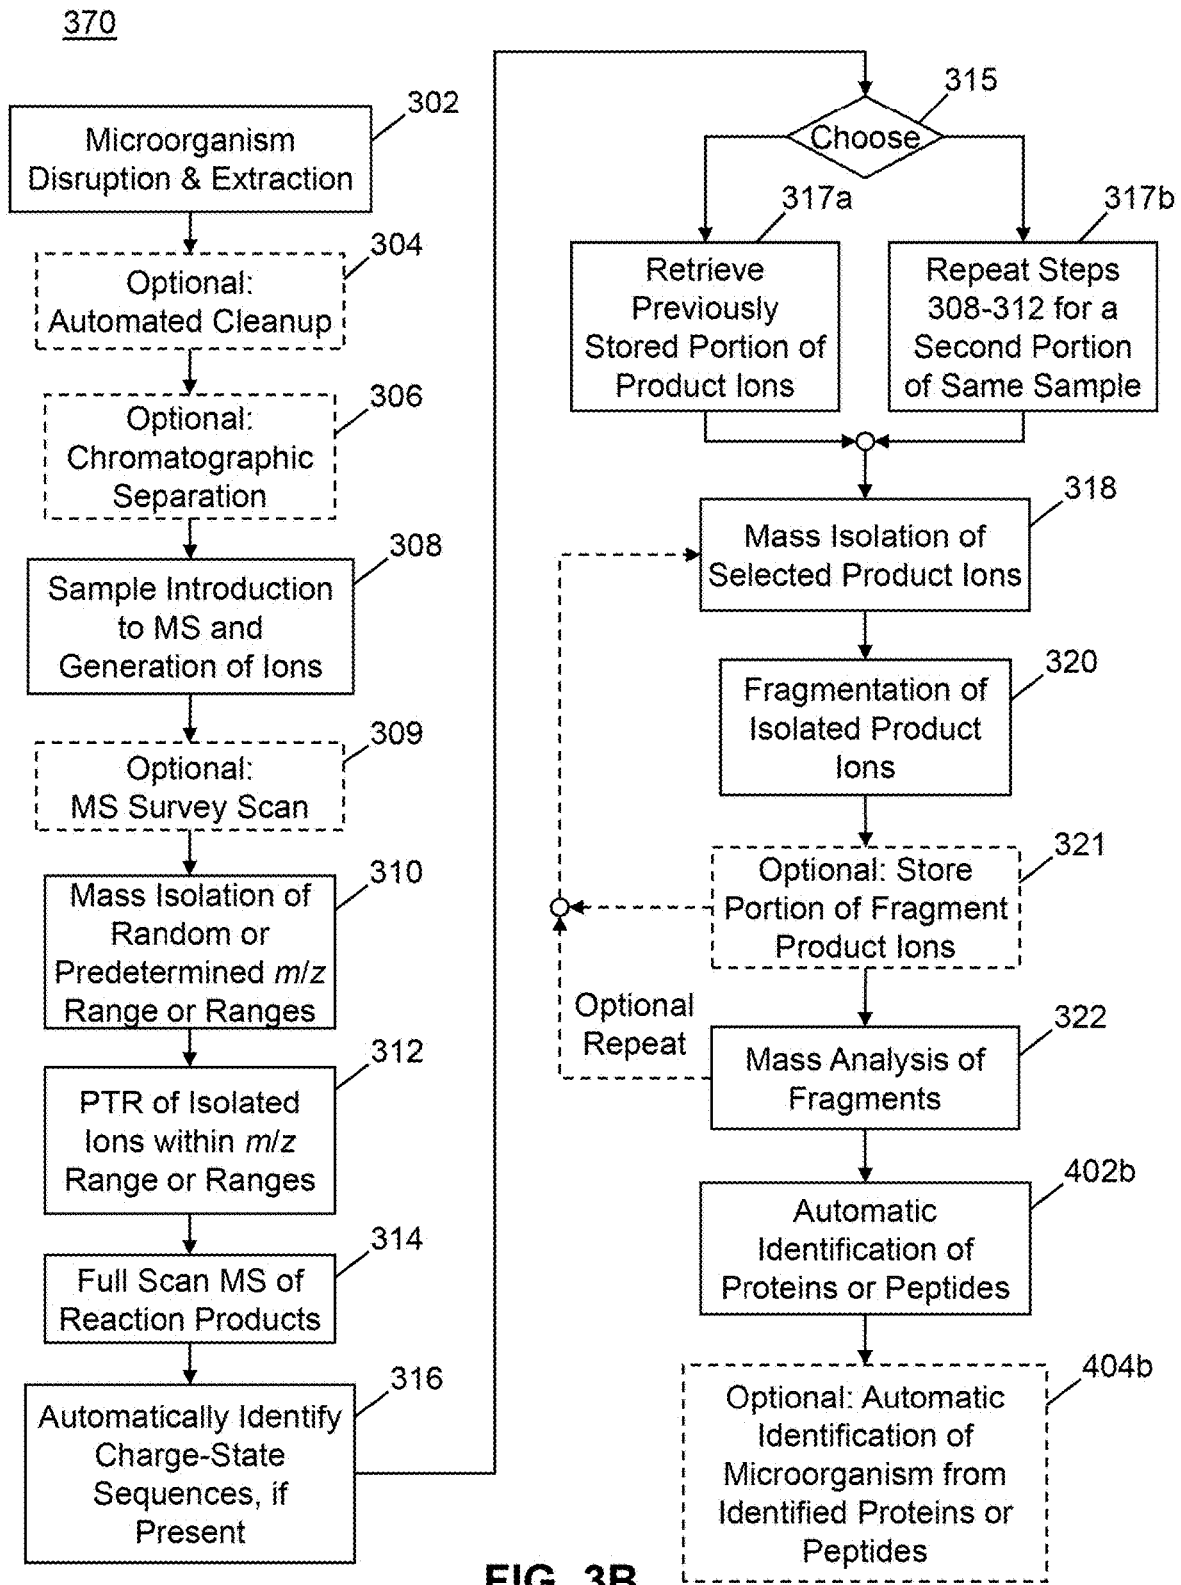 370
302
Microorganism
Disruption & Extraction
304
Optional:
Automated Cleanup
306
Optional:
Chromatographic
Separation
308
Sample Introduction
to MS and
Generation of Ions
309
Optional:
MS Survey Scan
310
Mass Isolation of
Random or
Predetermined m/z
Range or Ranges
312
PTR of Isolated
Ions within m/z
Range or Ranges
314
Full Scan MS of
Reaction Products
316
Automatically Identify
Charge-State
Sequences, if
Present
315
Choose
317a
Retrieve
Previously
Stored Portion of
Product Ions
317b
Repeat Steps
308-312 for a
Second Portion
of Same Sample
318
Mass Isolation of
Selected Product Ions
320
Fragmentation of
Isolated Product
Ions
321
Optional: Store
Portion of Fragment
Product Ions
Optional
Repeat
322
Mass Analysis of
Fragments
402b
Automatic
Identification of
Proteins or Peptides
404b
Optional: Automatic
Identification of
Microorganism from
Identified Proteins or
Peptides
FIG. 3B